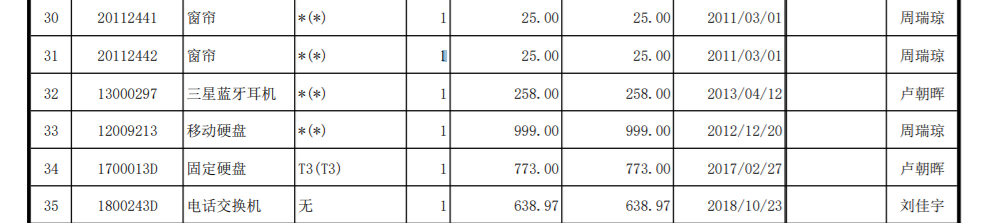 30 20112441 窗帘 *(*) 1 25.00 25.00 2011/03/01 周瑞琼
31 20112442 窗帘 *(*) 1 25.00 25.00 2011/03/01 周瑞琼
32 13000297 三星蓝牙耳机 *(*) 1 258.00 258.00 2013/04/12 卢朝晖
33 12009213 移动硬盘 *(*) 1 999.00 999.00 2012/12/20 周瑞琼
34 1700013D 固定硬盘 T3(T3) 1 773.00 773.00 2017/02/27 卢朝晖
35 1800243D 电话交换机 无 1 638.97 638.97 2018/10/23 刘佳宇